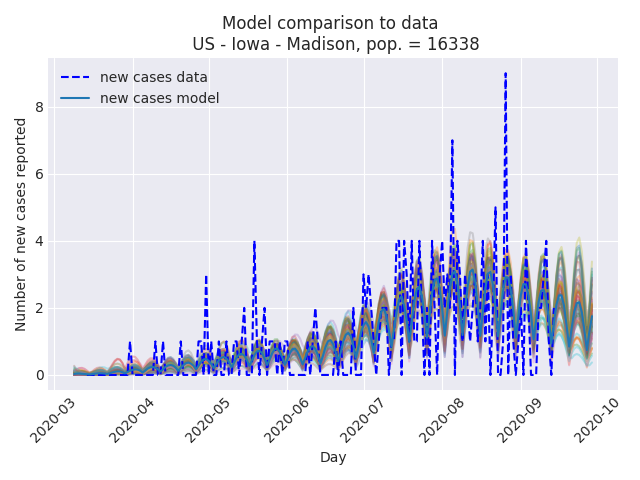 Model comparison to data
US - Iowa - Madison, pop. = 16338
new cases data
new cases model
Number of new cases reported
8
6
4
2
0
2020-03
2020-04
2020-05
2020-06
2020-07
2020-08
2020-09
2020-10
Day